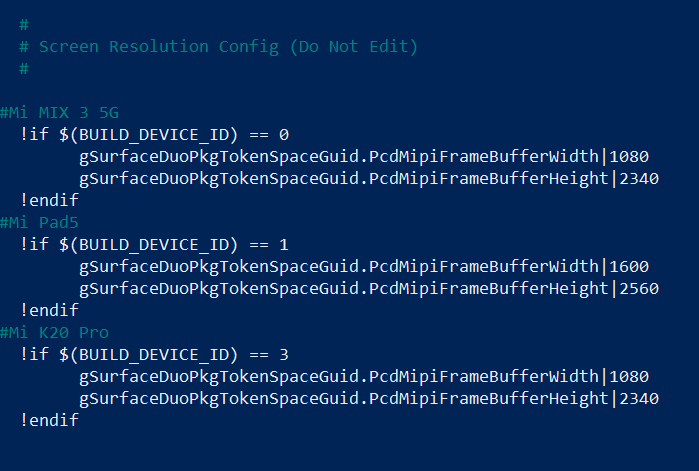 #
# Screen Resolution Config (Do Not Edit)
#
#Mi MIX 3 5G
!if $(BUILD_DEVICE_ID) == 0
gSurfaceDuoPkgTokenSpaceGuid.PcdMipiFrameBufferWidth|1080
gSurfaceDuoPkgTokenSpaceGuid.PcdMipiFrameBufferHeight|2340
!endif
#Mi Pad5
!if $(BUILD_DEVICE_ID) == 1
gSurfaceDuoPkgTokenSpaceGuid.PcdMipiFrameBufferWidth|1600
gSurfaceDuoPkgTokenSpaceGuid.PcdMipiFrameBufferHeight|2560
!endif
#Mi K20 Pro
!if $(BUILD_DEVICE_ID) == 3
gSurfaceDuoPkgTokenSpaceGuid.PcdMipiFrameBufferWidth|1080
gSurfaceDuoPkgTokenSpaceGuid.PcdMipiFrameBufferHeight|2340
!endif